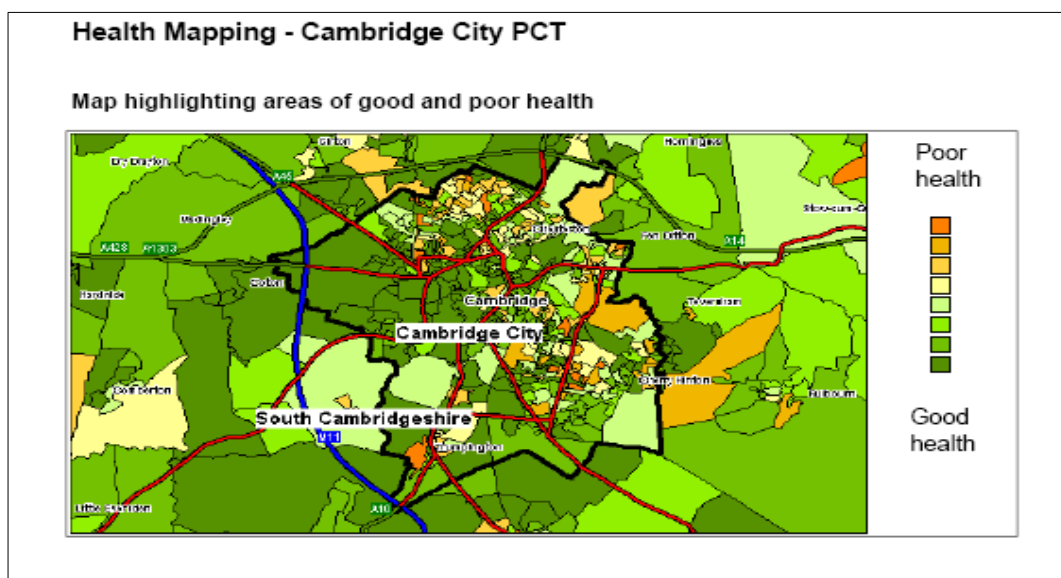 Health Mapping - Cambridge City PCT
Map highlighting areas of good and poor health
Poor
health
Good
health
Girton
Horningsea
Dry Drayton
A45
Madingley
Chesterton
Fen Ditton
A14
A428
A1303
Coton
Hardwick
Cambridge
Teversham
Cambridge City
Comberton
Cherry Hinton
Fulbourn
South Cambridgeshire
M11
Trumpington
A10